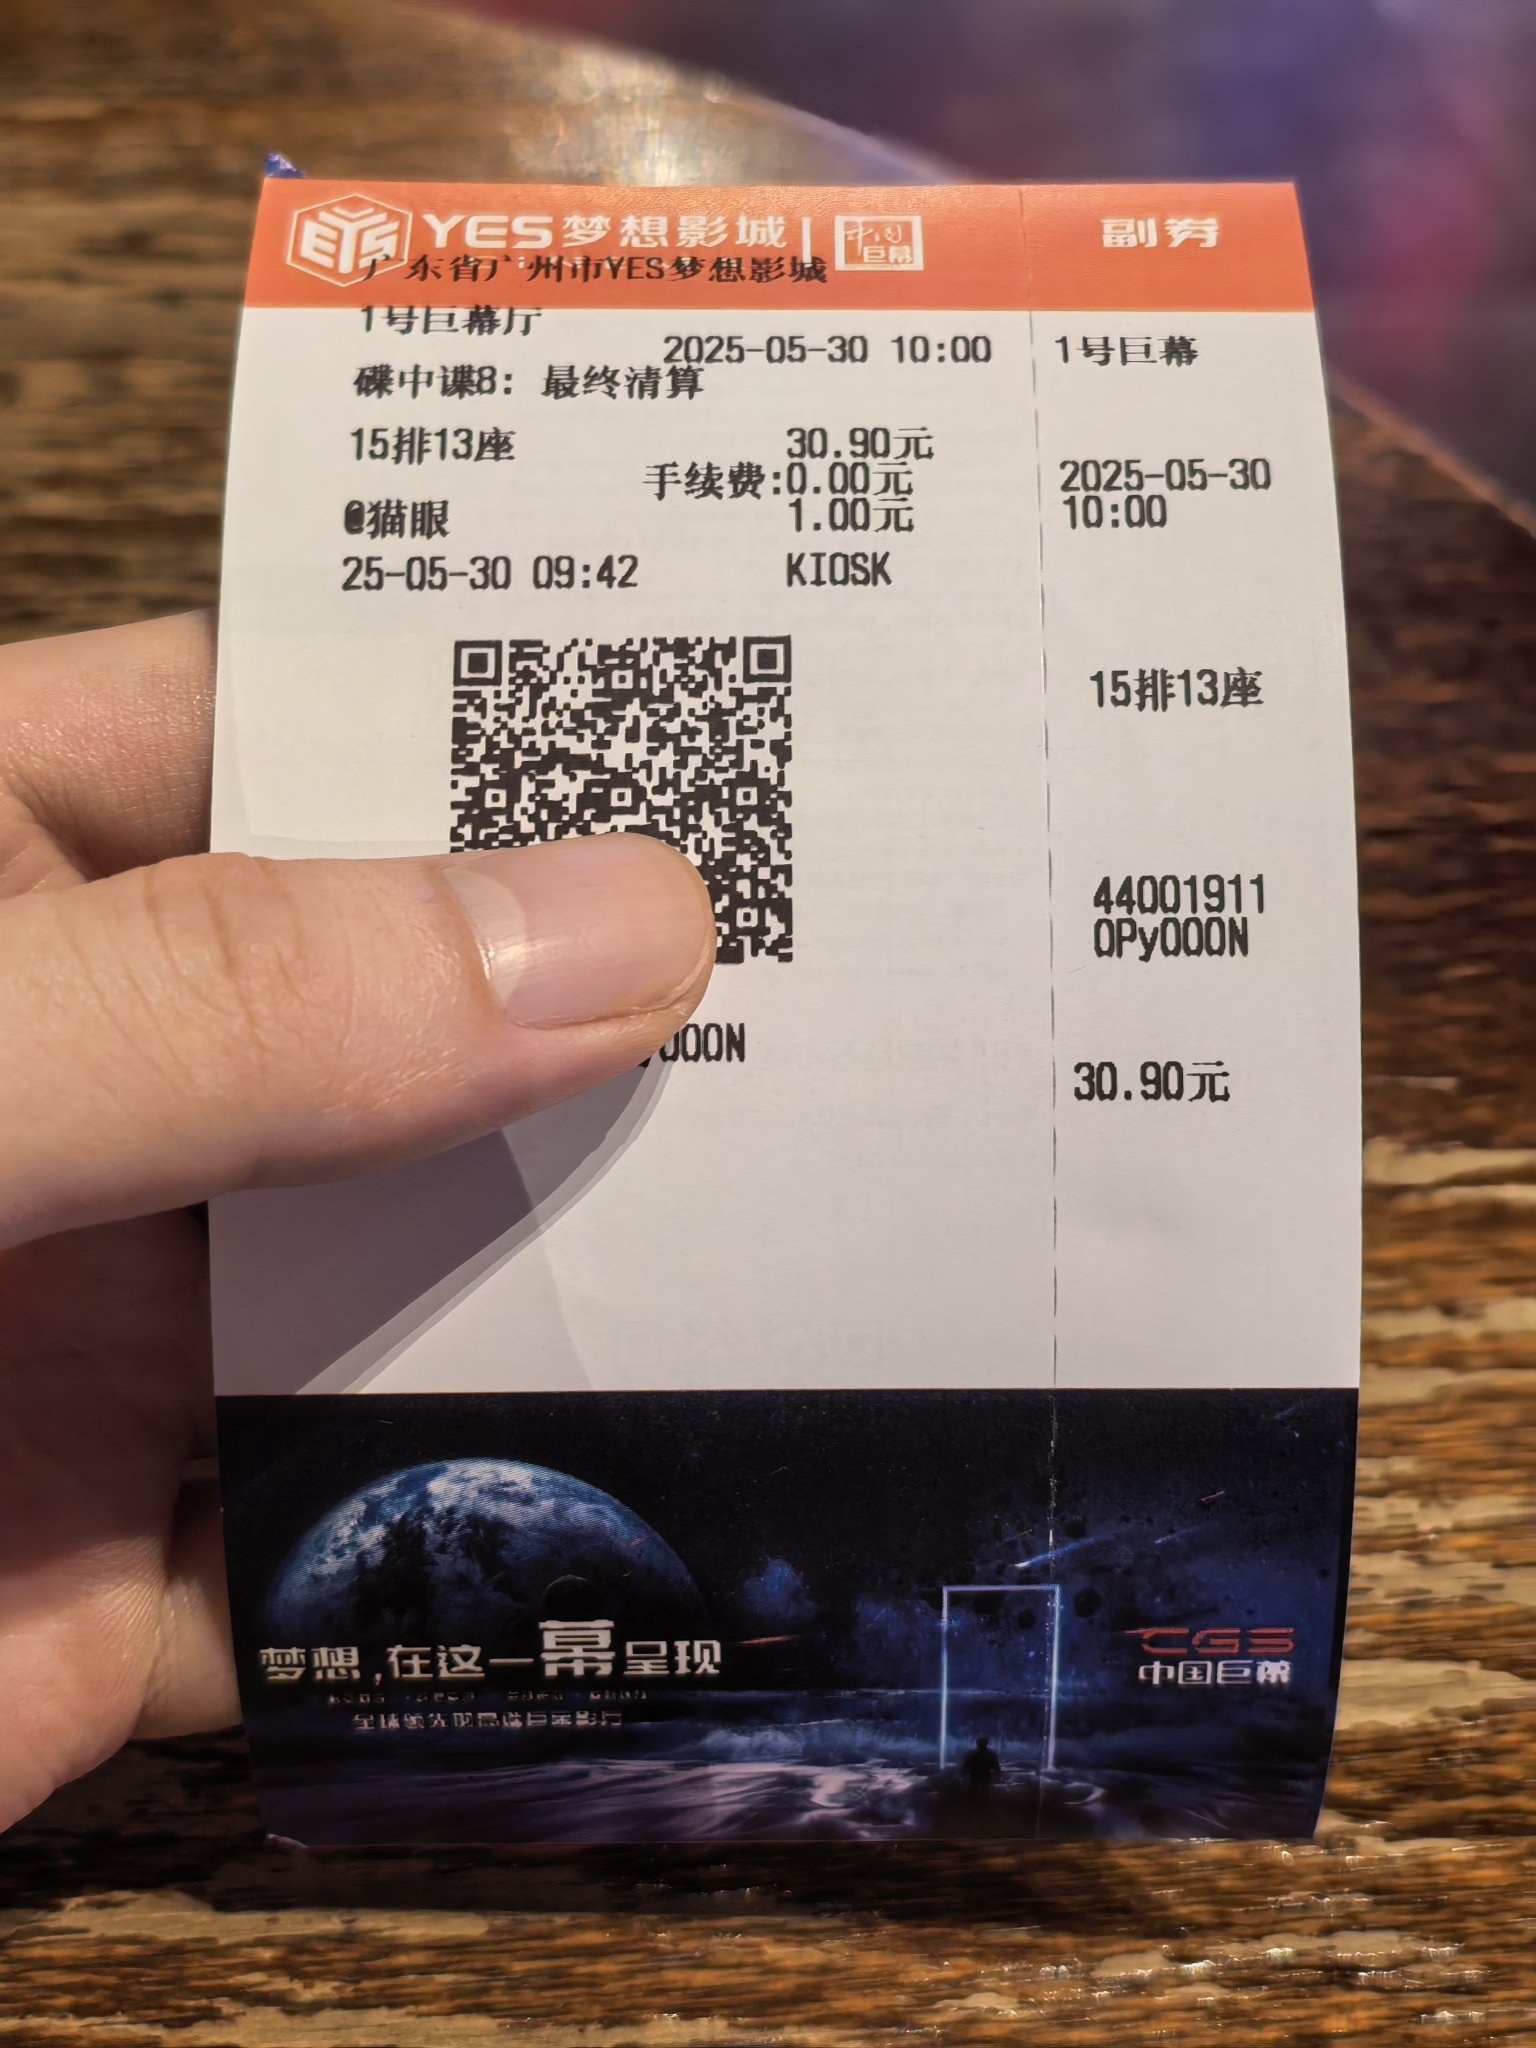 EYS YES梦想影城 中国巨幕
副券
广东省广州市YES梦想影城
1号巨幕厅
2025-05-30 10:00
1号巨幕
碟中谍8：最终清算
15排13座 30.90元
手续费:0.00元
2025-05-30
@猫眼 1.00元
10:00
25-05-30 09:42 KIOSK
15排13座
44001911
0Py000N
000N
30.90元
梦想,在这一幕呈现
CGS
中国巨幕